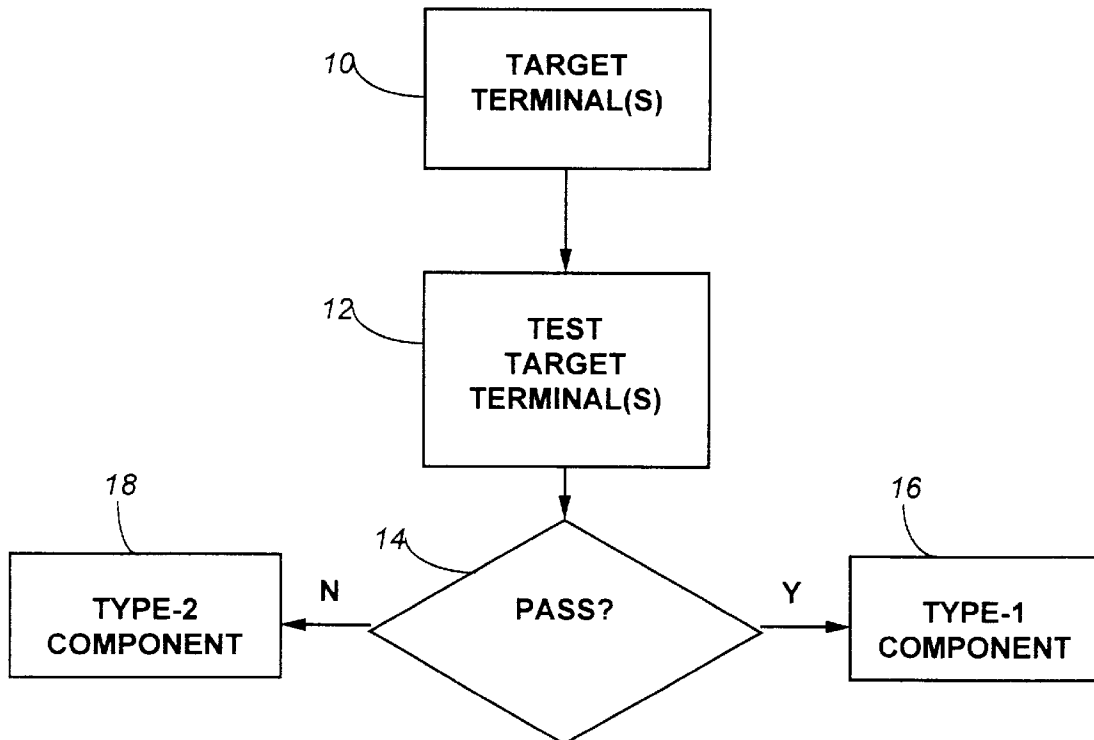 10
TARGET
TERMINAL(S)
12
TEST
TARGET
TERMINAL(S)
18
14
16
N
PASS?
Y
TYPE-2
COMPONENT
TYPE-1
COMPONENT